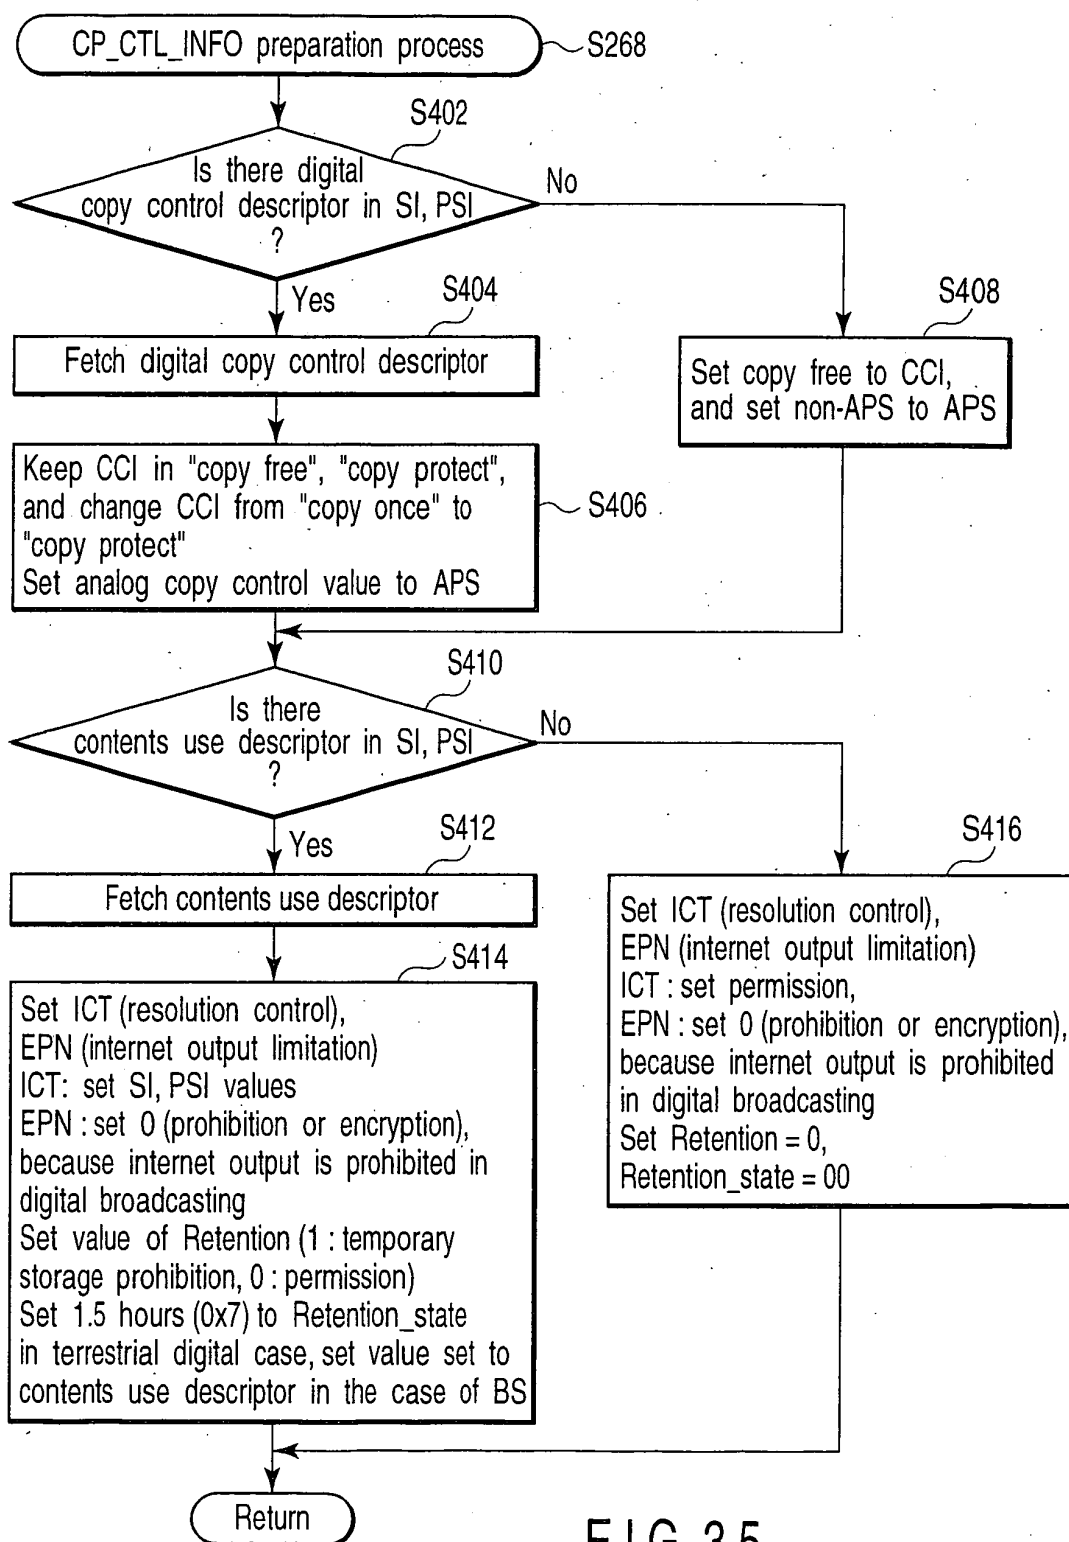 CP_CTL_INFO preparation process
S268
S402
Is there digital
copy control descriptor in SI, PSI
?
No
Yes
S404
Fetch digital copy control descriptor
S408
Set copy free to CCI,
and set non-APS to APS
Keep CCI in "copy free", "copy protect",
and change CCI from "copy once" to
"copy protect"
Set analog copy control value to APS
S406
S410
Is there
contents use descriptor in SI, PSI
?
No
Yes
S412
Fetch contents use descriptor
S416
Set ICT (resolution control),
EPN (internet output limitation)
ICT : set permission,
EPN : set 0 (prohibition or encryption),
because internet output is prohibited
in digital broadcasting
Set Retention = 0,
Retention_state = 00
S414
Set ICT (resolution control),
EPN (internet output limitation)
ICT: set SI, PSI values
EPN : set 0 (prohibition or encryption),
because internet output is prohibited in
digital broadcasting
Set value of Retention (1 : temporary
storage prohibition, 0 : permission)
Set 1.5 hours (0x7) to Retention_state
in terrestrial digital case, set value set to
contents use descriptor in the case of BS
Return
FIG. 35